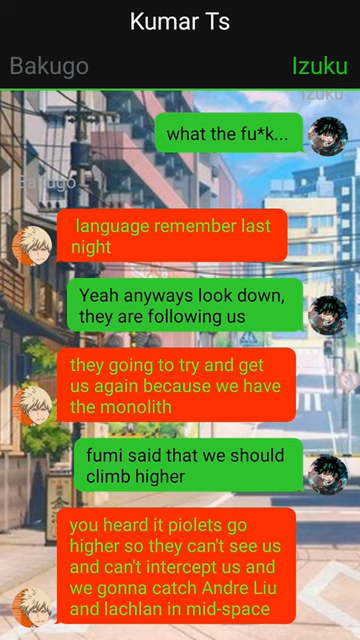 Kumar Ts
Bakugo
Izuku
Izuku
what the fu*k...
Bakugo
language remember last
night
Yeah anyways look down,
they are following us
they going to try and get
us again because we have
the monolith
fumi said that we should
climb higher
you heard it piolets go
higher so they can't see us
and can't intercept us and
we gonna catch Andre Liu
and lachlan in mid-space